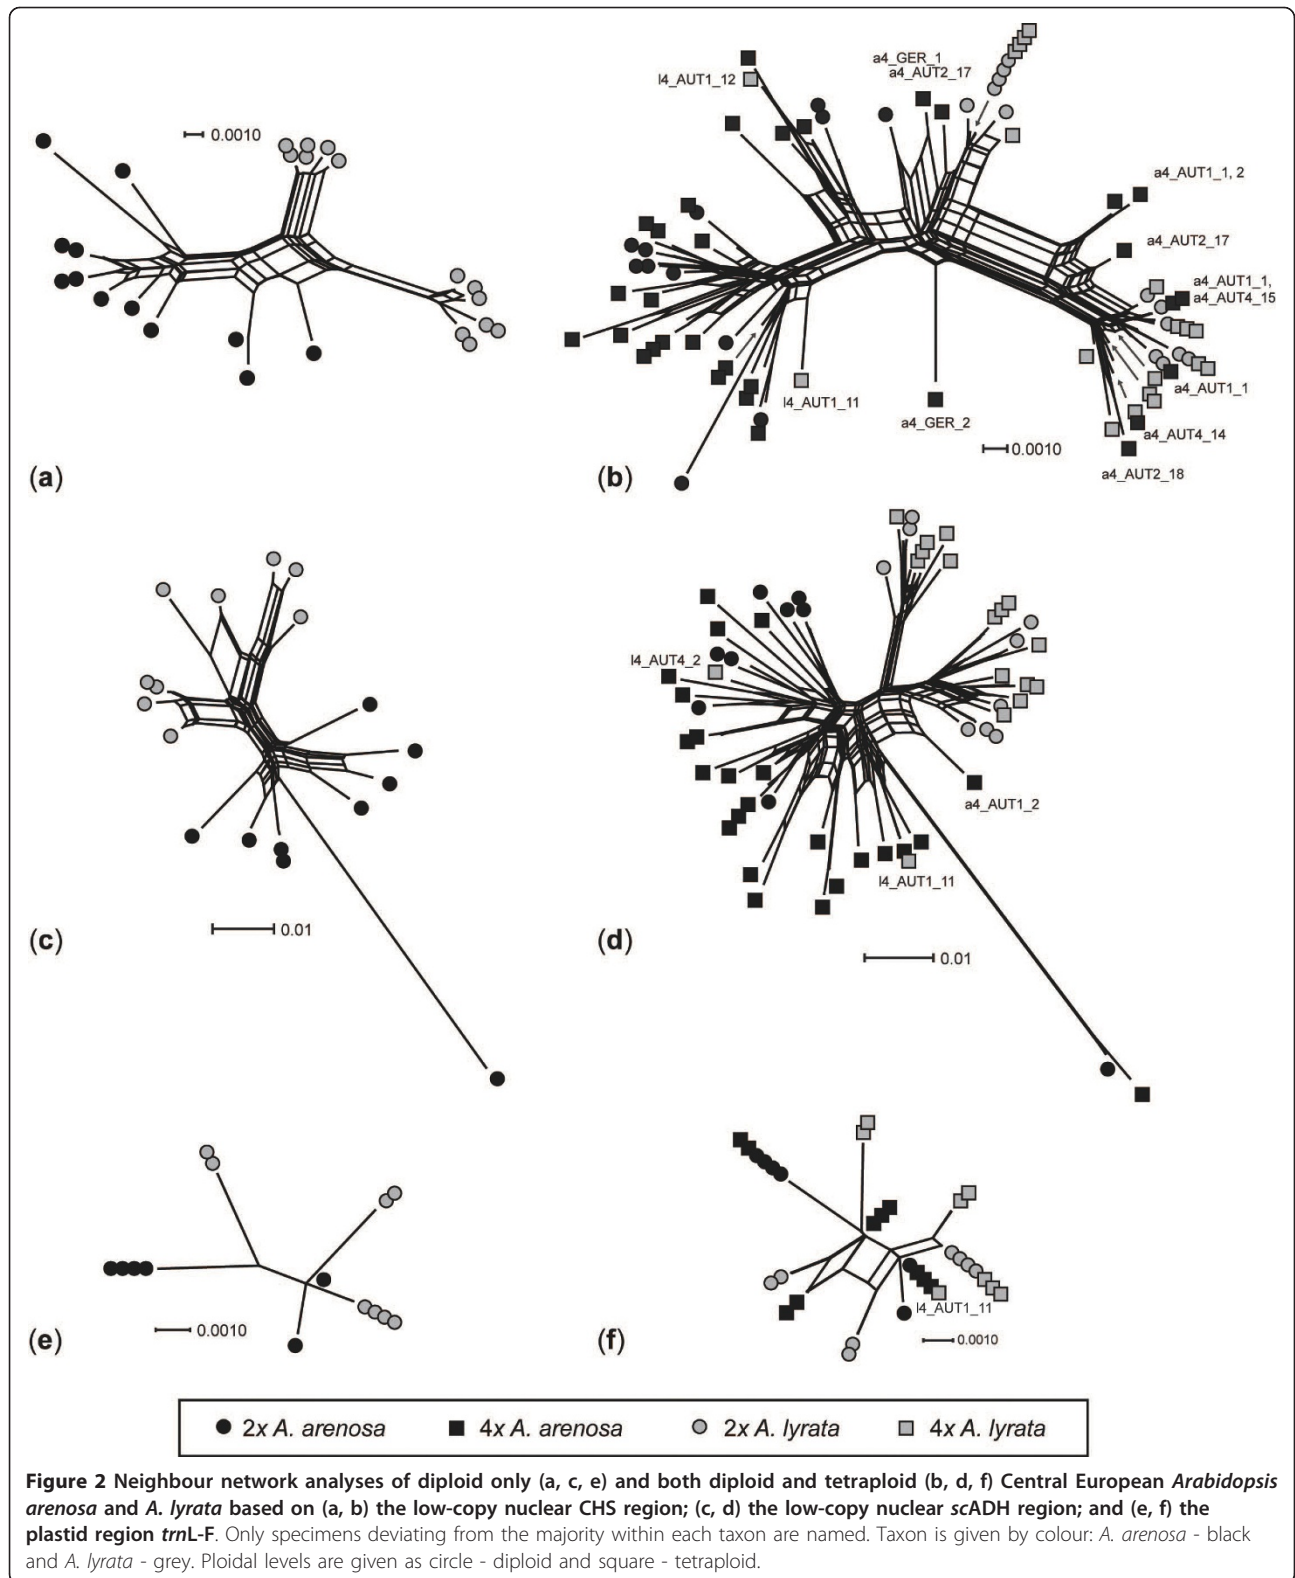 0.0010
(a)
l4_AUT1_12
a4_GER_1
a4_AUT2_17
a4_AUT1_1, 2
a4_AUT2_17
a4_AUT1_1,
a4_AUT4_15
a4_AUT1_1
l4_AUT1_11
a4_GER_2
a4_AUT4_14
a4_AUT2_18
0.0010
(b)
0.01
(c)
l4_AUT4_2
a4_AUT1_2
l4_AUT1_11
0.01
(d)
0.0010
(e)
l4_AUT1_11
0.0010
(f)
2x A. arenosa 4x A. arenosa 2x A. lyrata 4x A. lyrata
Figure 2 Neighbour network analyses of diploid only (a, c, e) and both diploid and tetraploid (b, d, f) Central European Arabidopsis
arenosa and A. lyrata based on (a, b) the low-copy nuclear CHS region; (c, d) the low-copy nuclear scADH region; and (e, f) the
plastid region trnL-F. Only specimens deviating from the majority within each taxon are named. Taxon is given by colour: A. arenosa - black
and A. lyrata - grey. Ploidal levels are given as circle - diploid and square - tetraploid.